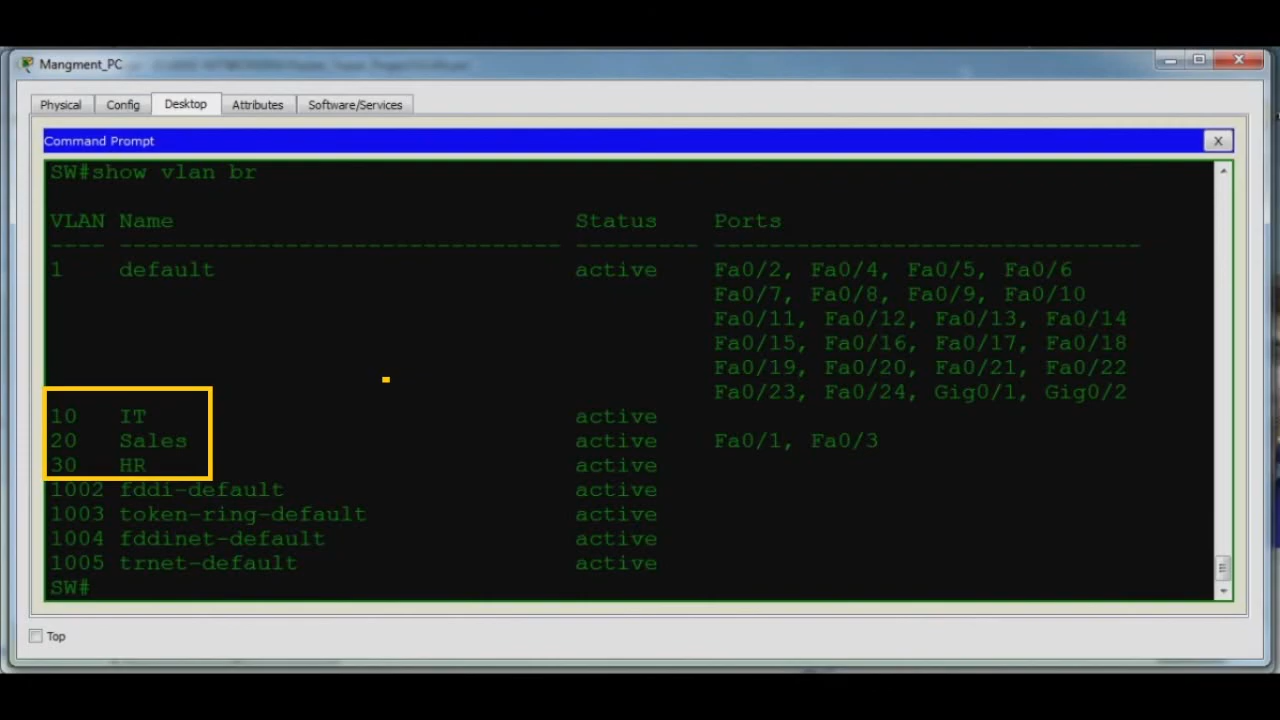 Mangment_PC
Physical Config Desktop Attributes Software/Services
Command Prompt X
SW#show vlan br
VLAN Name Status Ports
---- -------------------------------- --------- -------------------------------
1 default active Fa0/2, Fa0/4, Fa0/5, Fa0/6
Fa0/7, Fa0/8, Fa0/9, Fa0/10
Fa0/11, Fa0/12, Fa0/13, Fa0/14
Fa0/15, Fa0/16, Fa0/17, Fa0/18
Fa0/19, Fa0/20, Fa0/21, Fa0/22
Fa0/23, Fa0/24, Gig0/1, Gig0/2
10 IT active
20 Sales active Fa0/1, Fa0/3
30 HR active
1002 fddi-default active
1003 token-ring-default active
1004 fddinet-default active
1005 trnet-default active
SW#
Top